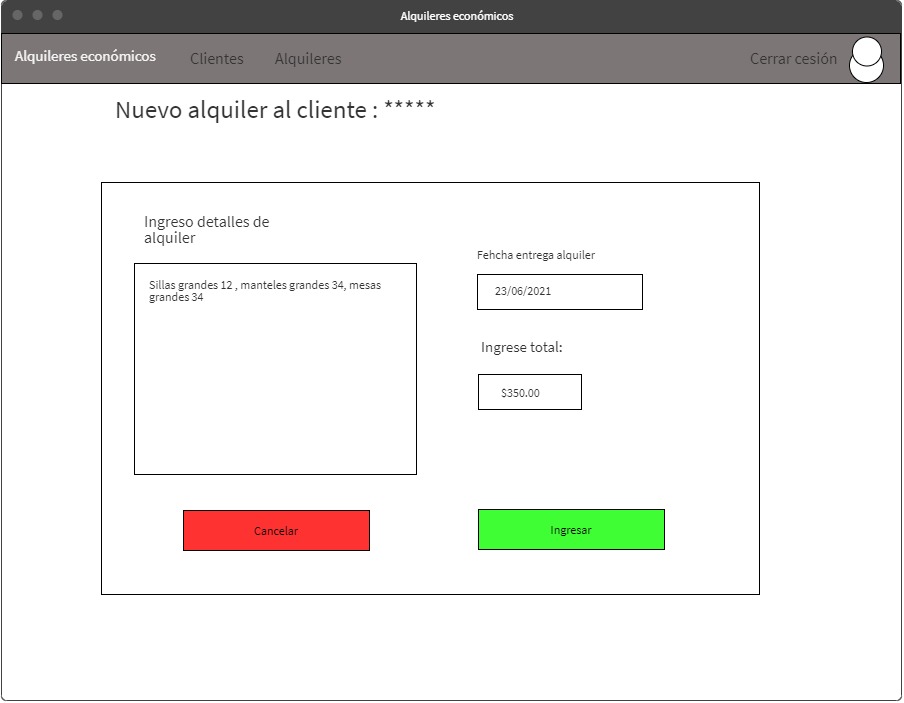 Alquileres económicos
Alquileres económicos
Clientes
Alquileres
Cerrar cesión
Nuevo alquiler al cliente : *****
Ingreso detalles de
alquiler
Sillas grandes 12 , manteles grandes 34, mesas
grandes 34
Fehcha entrega alquiler
23/06/2021
Ingrese total:
$350.00
Cancelar
Ingresar